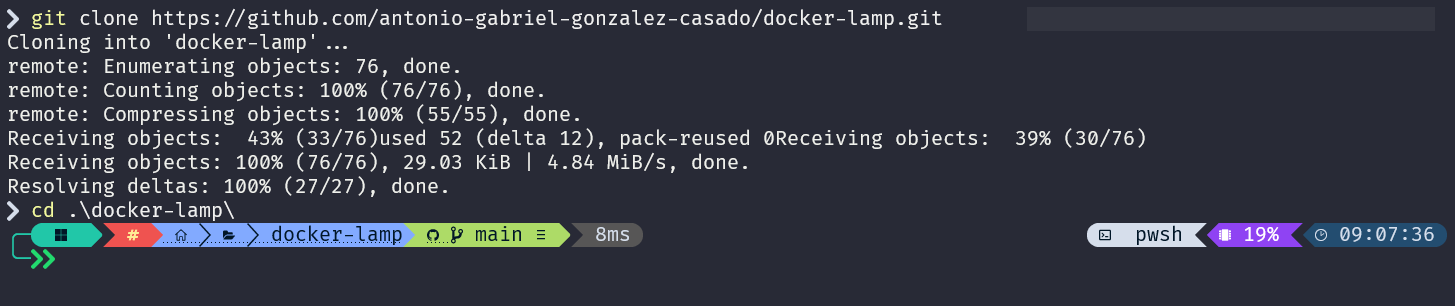 ❯ git clone https://github.com/antonio-gabriel-gonzalez-casado/docker-lamp.git
Cloning into 'docker-lamp'...
remote: Enumerating objects: 76, done.
remote: Counting objects: 100% (76/76), done.
remote: Compressing objects: 100% (55/55), done.
Receiving objects:  43% (33/76)used 52 (delta 12), pack-reused 0Receiving objects:  39% (30/76)
Receiving objects: 100% (76/76), 29.03 KiB | 4.84 MiB/s, done.
Resolving deltas: 100% (27/27), done.
❯ cd .\docker-lamp\
# docker-lamp main ≡ 8ms pwsh 19% 09:07:36